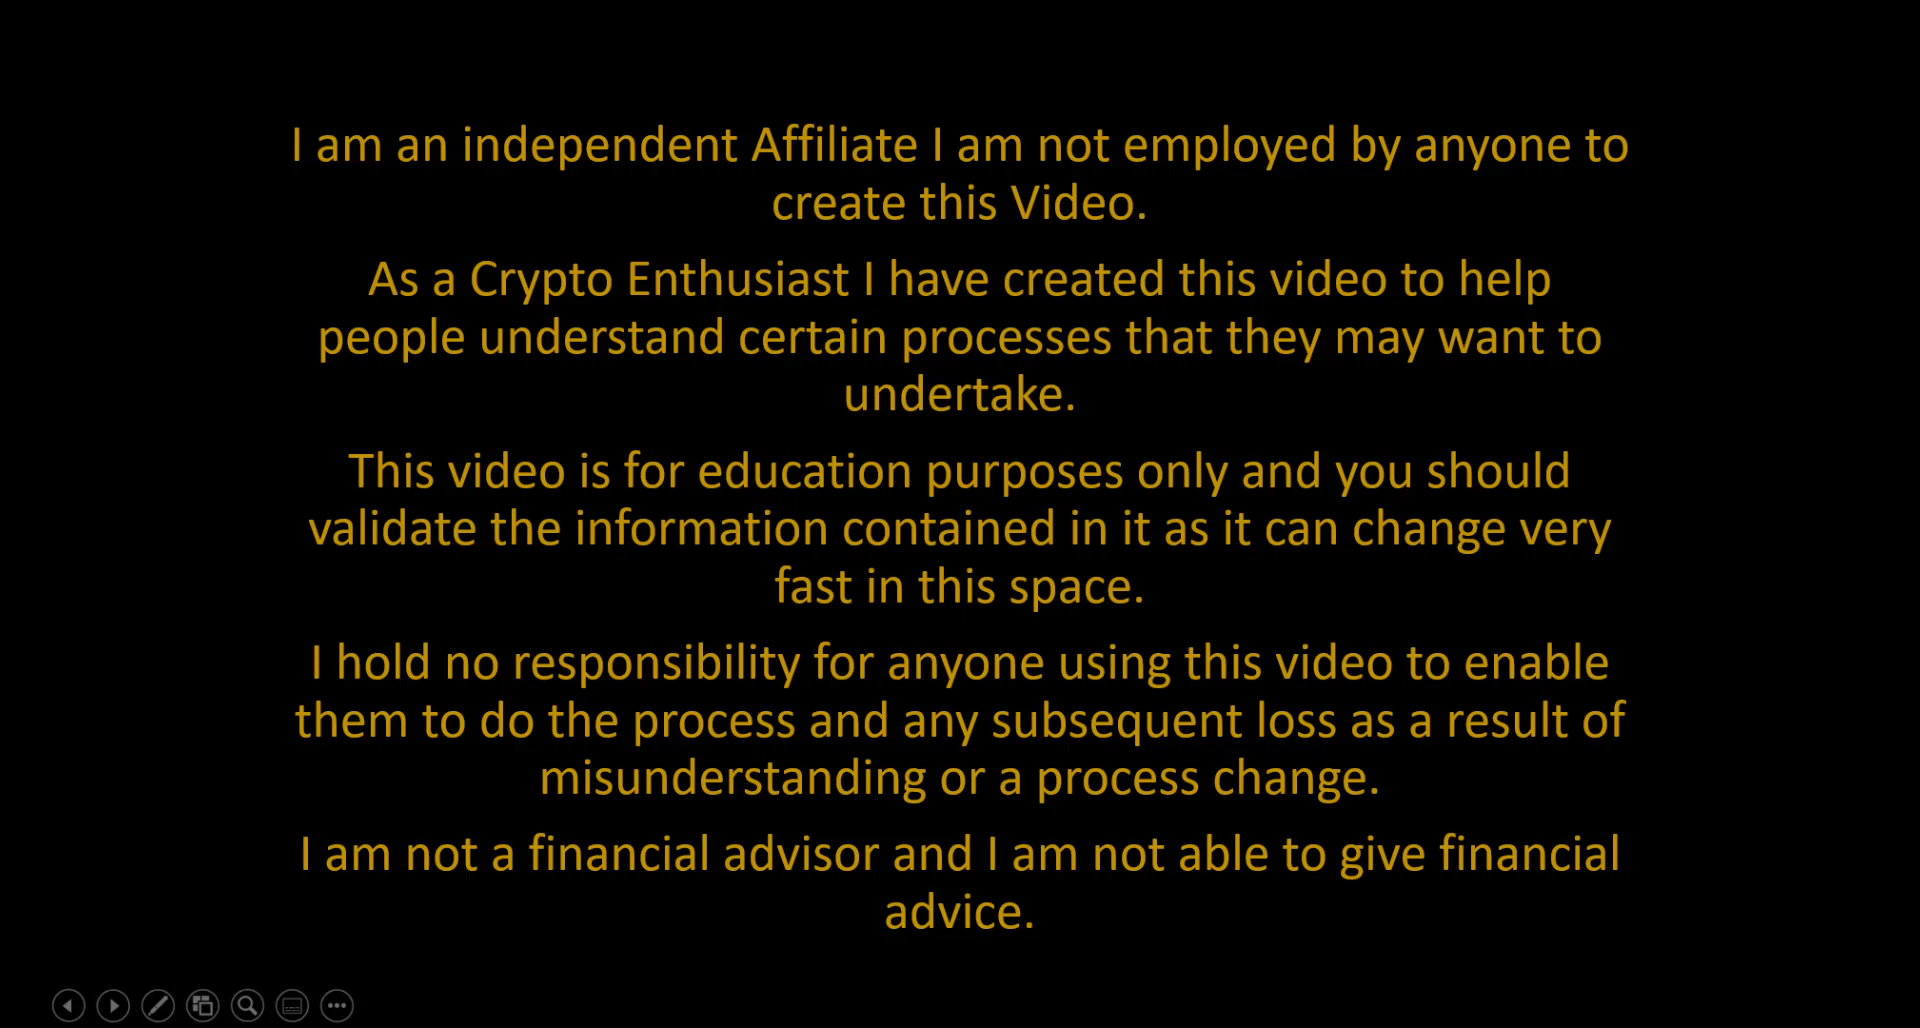 I am an independent Affiliate I am not employed by anyone to
create this Video.
As a Crypto Enthusiast I have created this video to help
people understand certain processes that they may want to
undertake.
This video is for education purposes only and you should
validate the information contained in it as it can change very
fast in this space.
I hold no responsibility for anyone using this video to enable
them to do the process and any subsequent loss as a result of
misunderstanding or a process change.
I am not a financial advisor and I am not able to give financial
advice.